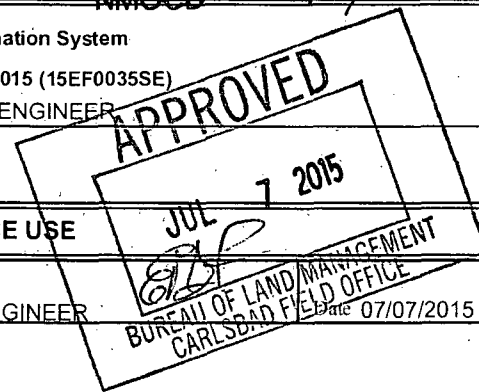 NMOCD
nation System
2015 (15EF0035SE)
ENGINEER
APPROVED
JUL 7 2015
E USE
BUREAU OF LAND MANAGEMENT
CARLSBAD FIELD OFFICE
GINEER
Date 07/07/2015